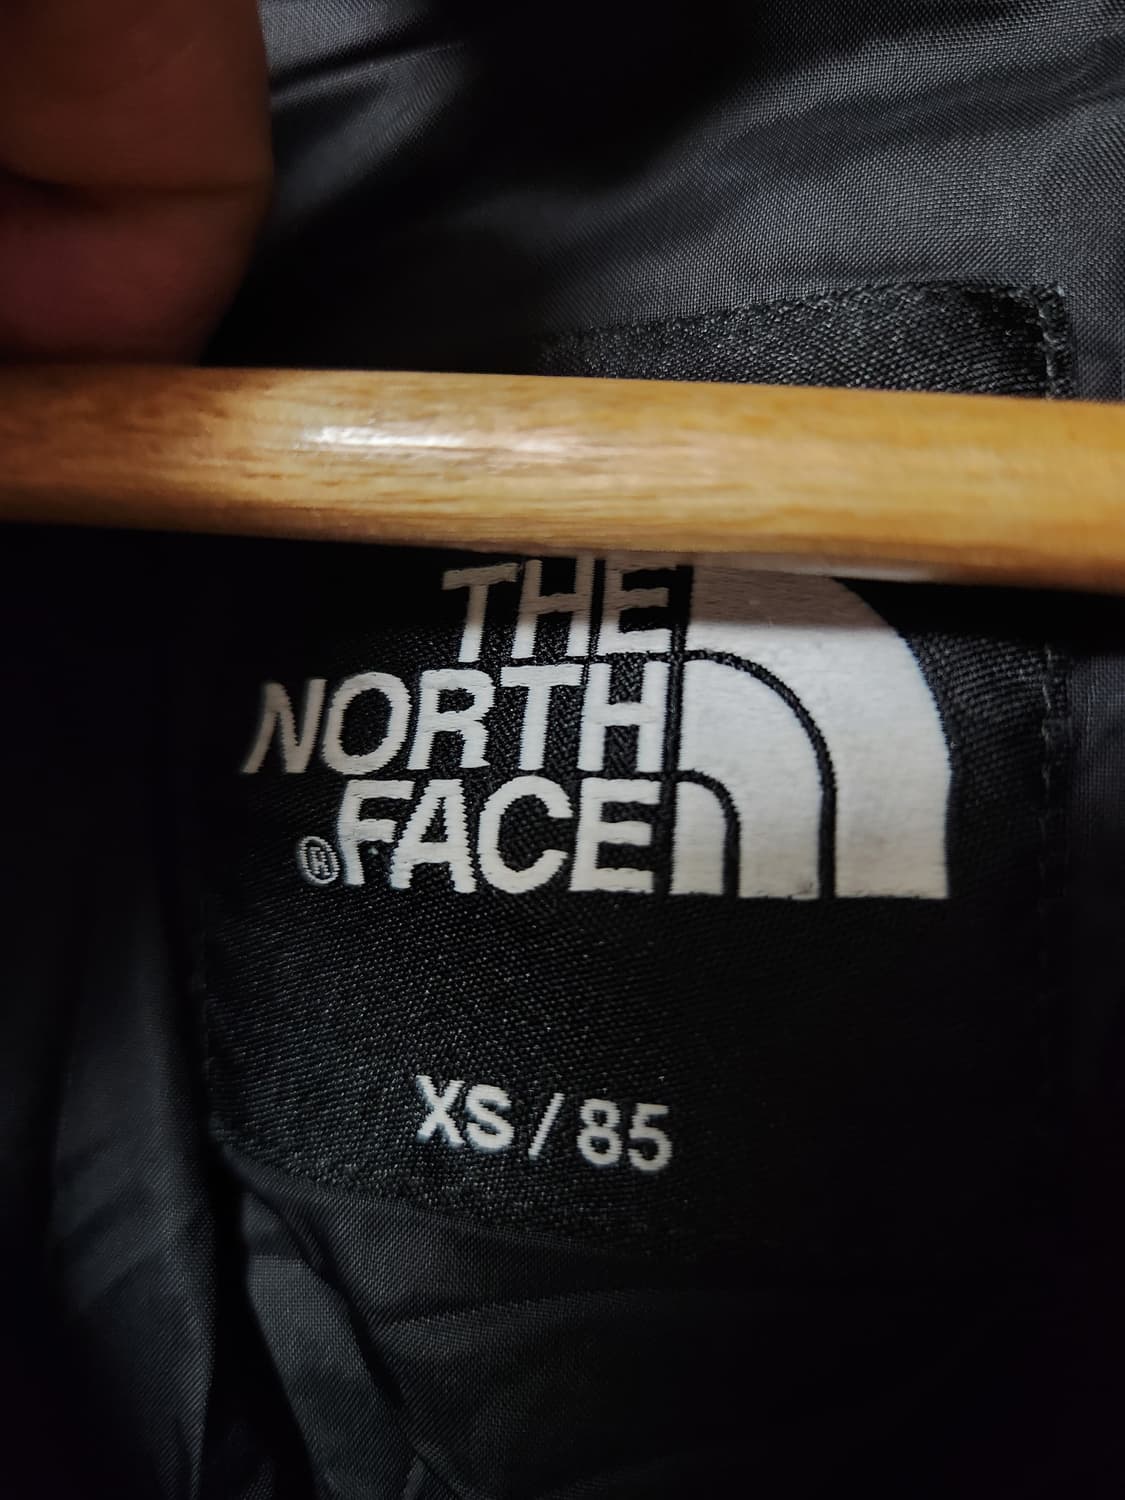 THE
NORTH
®FACE
XS / 85